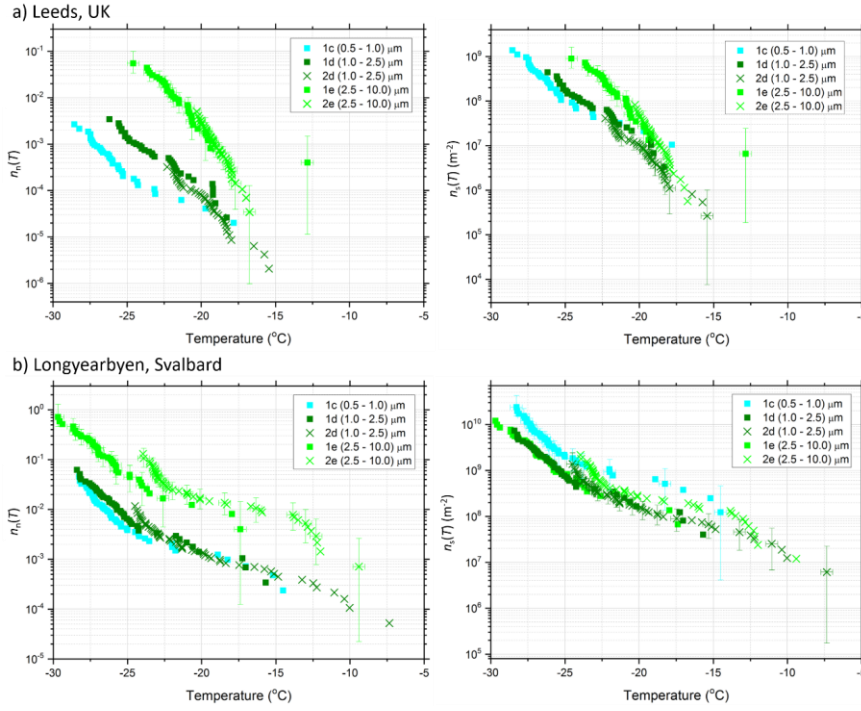 a) Leeds, UK
1c (0.5 - 1.0) μm
1d (1.0 - 2.5) μm
2d (1.0 - 2.5) μm
1e (2.5 - 10.0) μm
2e (2.5 - 10.0) μm
10⁻¹
10⁻²
10⁻³
10⁻⁴
10⁻⁵
10⁻⁶
nₙ(T)
-30 -25 -20 -15 -10 -5
Temperature (°C)
1c (0.5 - 1.0) μm
1d (1.0 - 2.5) μm
2d (1.0 - 2.5) μm
1e (2.5 - 10.0) μm
2e (2.5 - 10.0) μm
10⁹
10⁸
10⁷
10⁶
10⁵
10⁴
nₛ(T) (m⁻²)
-30 -25 -20 -15 -10 -5
Temperature (°C)
b) Longyearbyen, Svalbard
1c (0.5 - 1.0) μm
1d (1.0 - 2.5) μm
2d (1.0 - 2.5) μm
1e (2.5 - 10.0) μm
2e (2.5 - 10.0) μm
10⁰
10⁻¹
10⁻²
10⁻³
10⁻⁴
10⁻⁵
nₙ(T)
-30 -25 -20 -15 -10 -5
Temperature (°C)
1c (0.5 - 1.0) μm
1d (1.0 - 2.5) μm
2d (1.0 - 2.5) μm
1e (2.5 - 10.0) μm
2e (2.5 - 10.0) μm
10¹⁰
10⁹
10⁸
10⁷
10⁶
10⁵
nₛ(T) (m⁻²)
-30 -25 -20 -15 -10 -5
Temperature (°C)